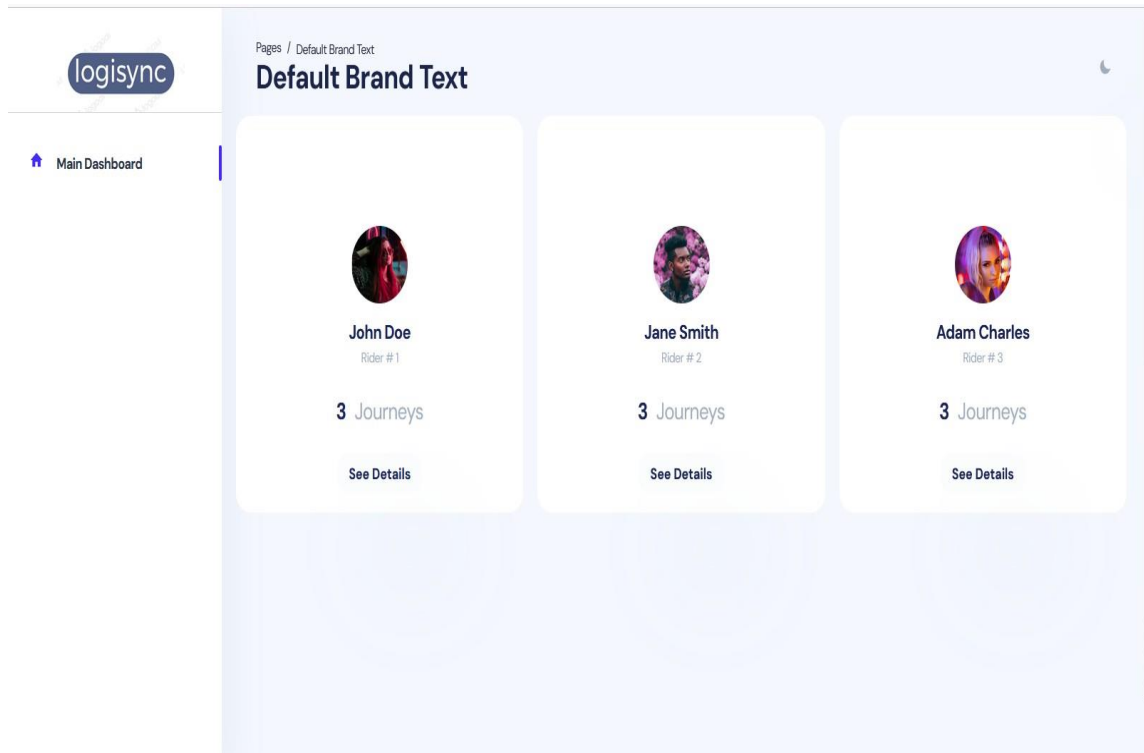 logisync
Pages / Default Brand Text
Default Brand Text
Main Dashboard
John Doe
Rider # 1
3 Journeys
See Details
Jane Smith
Rider # 2
3 Journeys
See Details
Adam Charles
Rider # 3
3 Journeys
See Details